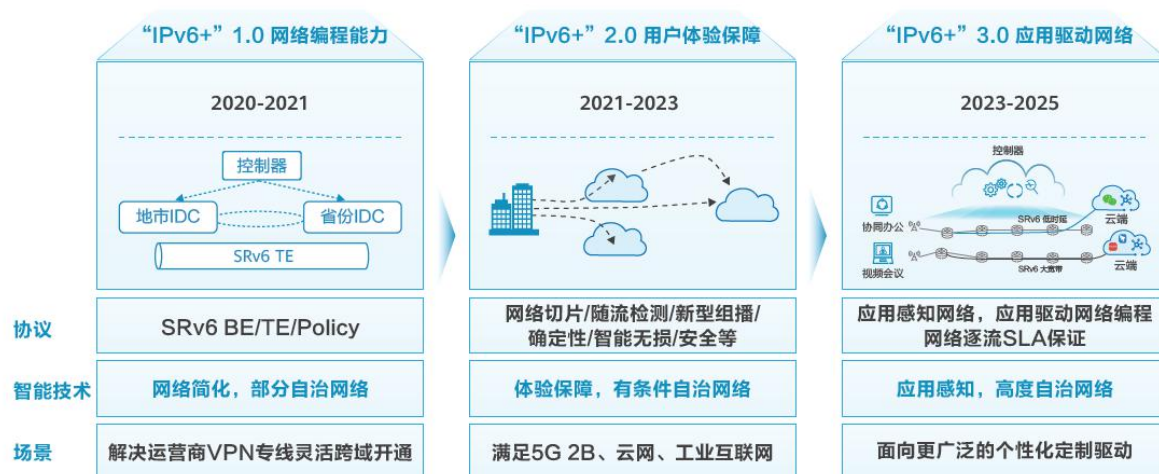 “IPv6+” 1.0 网络编程能力
2020-2021
控制器
地市IDC
省份IDC
SRv6 TE
“IPv6+” 2.0 用户体验保障
2021-2023
“IPv6+” 3.0 应用驱动网络
2023-2025
控制器
协同办公
SRv6 低时延
云端
视频会议
SRv6 大宽带
云端
协议
SRv6 BE/TE/Policy
网络切片/随流检测/新型组播/
确定性/智能无损/安全等
应用感知网络，应用驱动网络编程
网络逐流SLA保证
智能技术
网络简化，部分自治网络
体验保障，有条件自治网络
应用感知，高度自治网络
场景
解决运营商VPN专线灵活跨域开通
满足5G 2B、云网、工业互联网
面向更广泛的个性化定制驱动